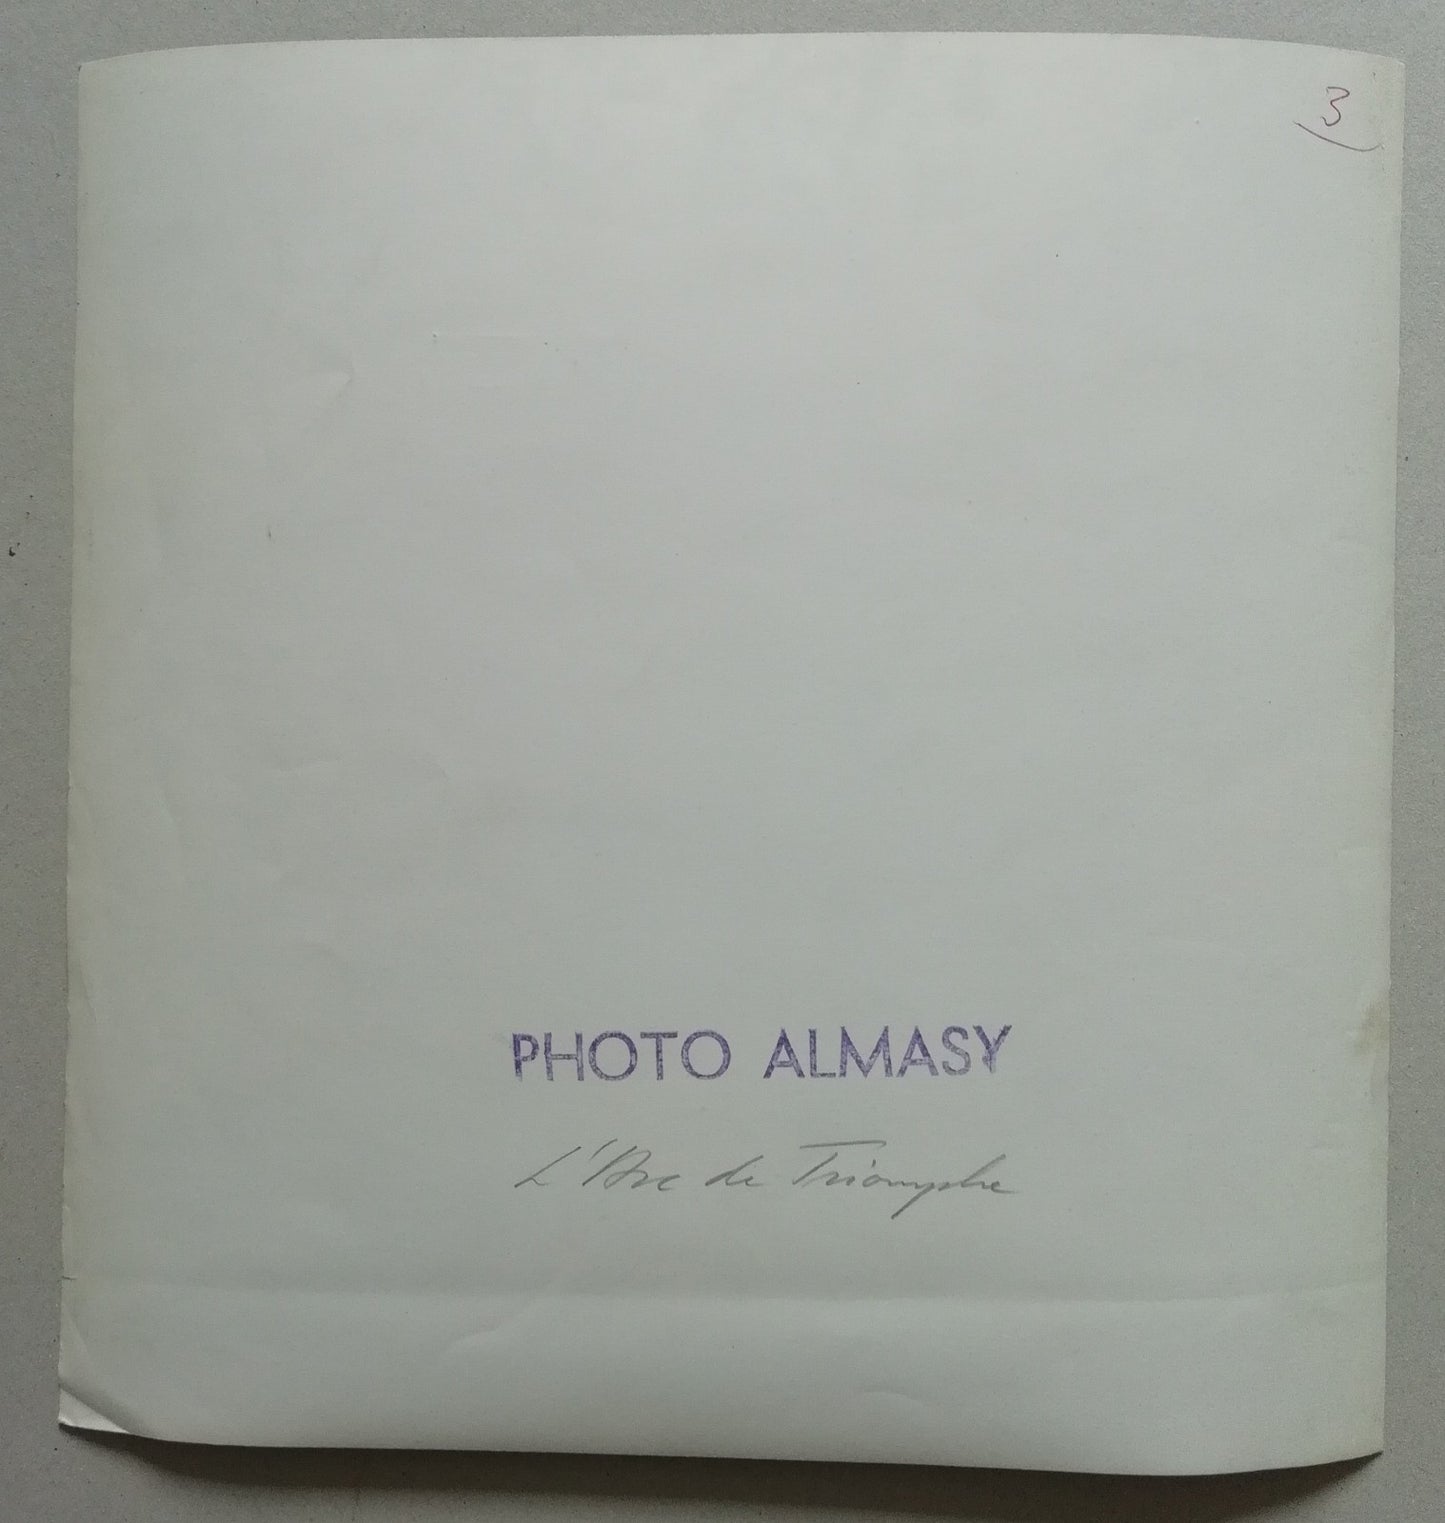 3
PHOTO ALMASY
L'Arc de Triomphe